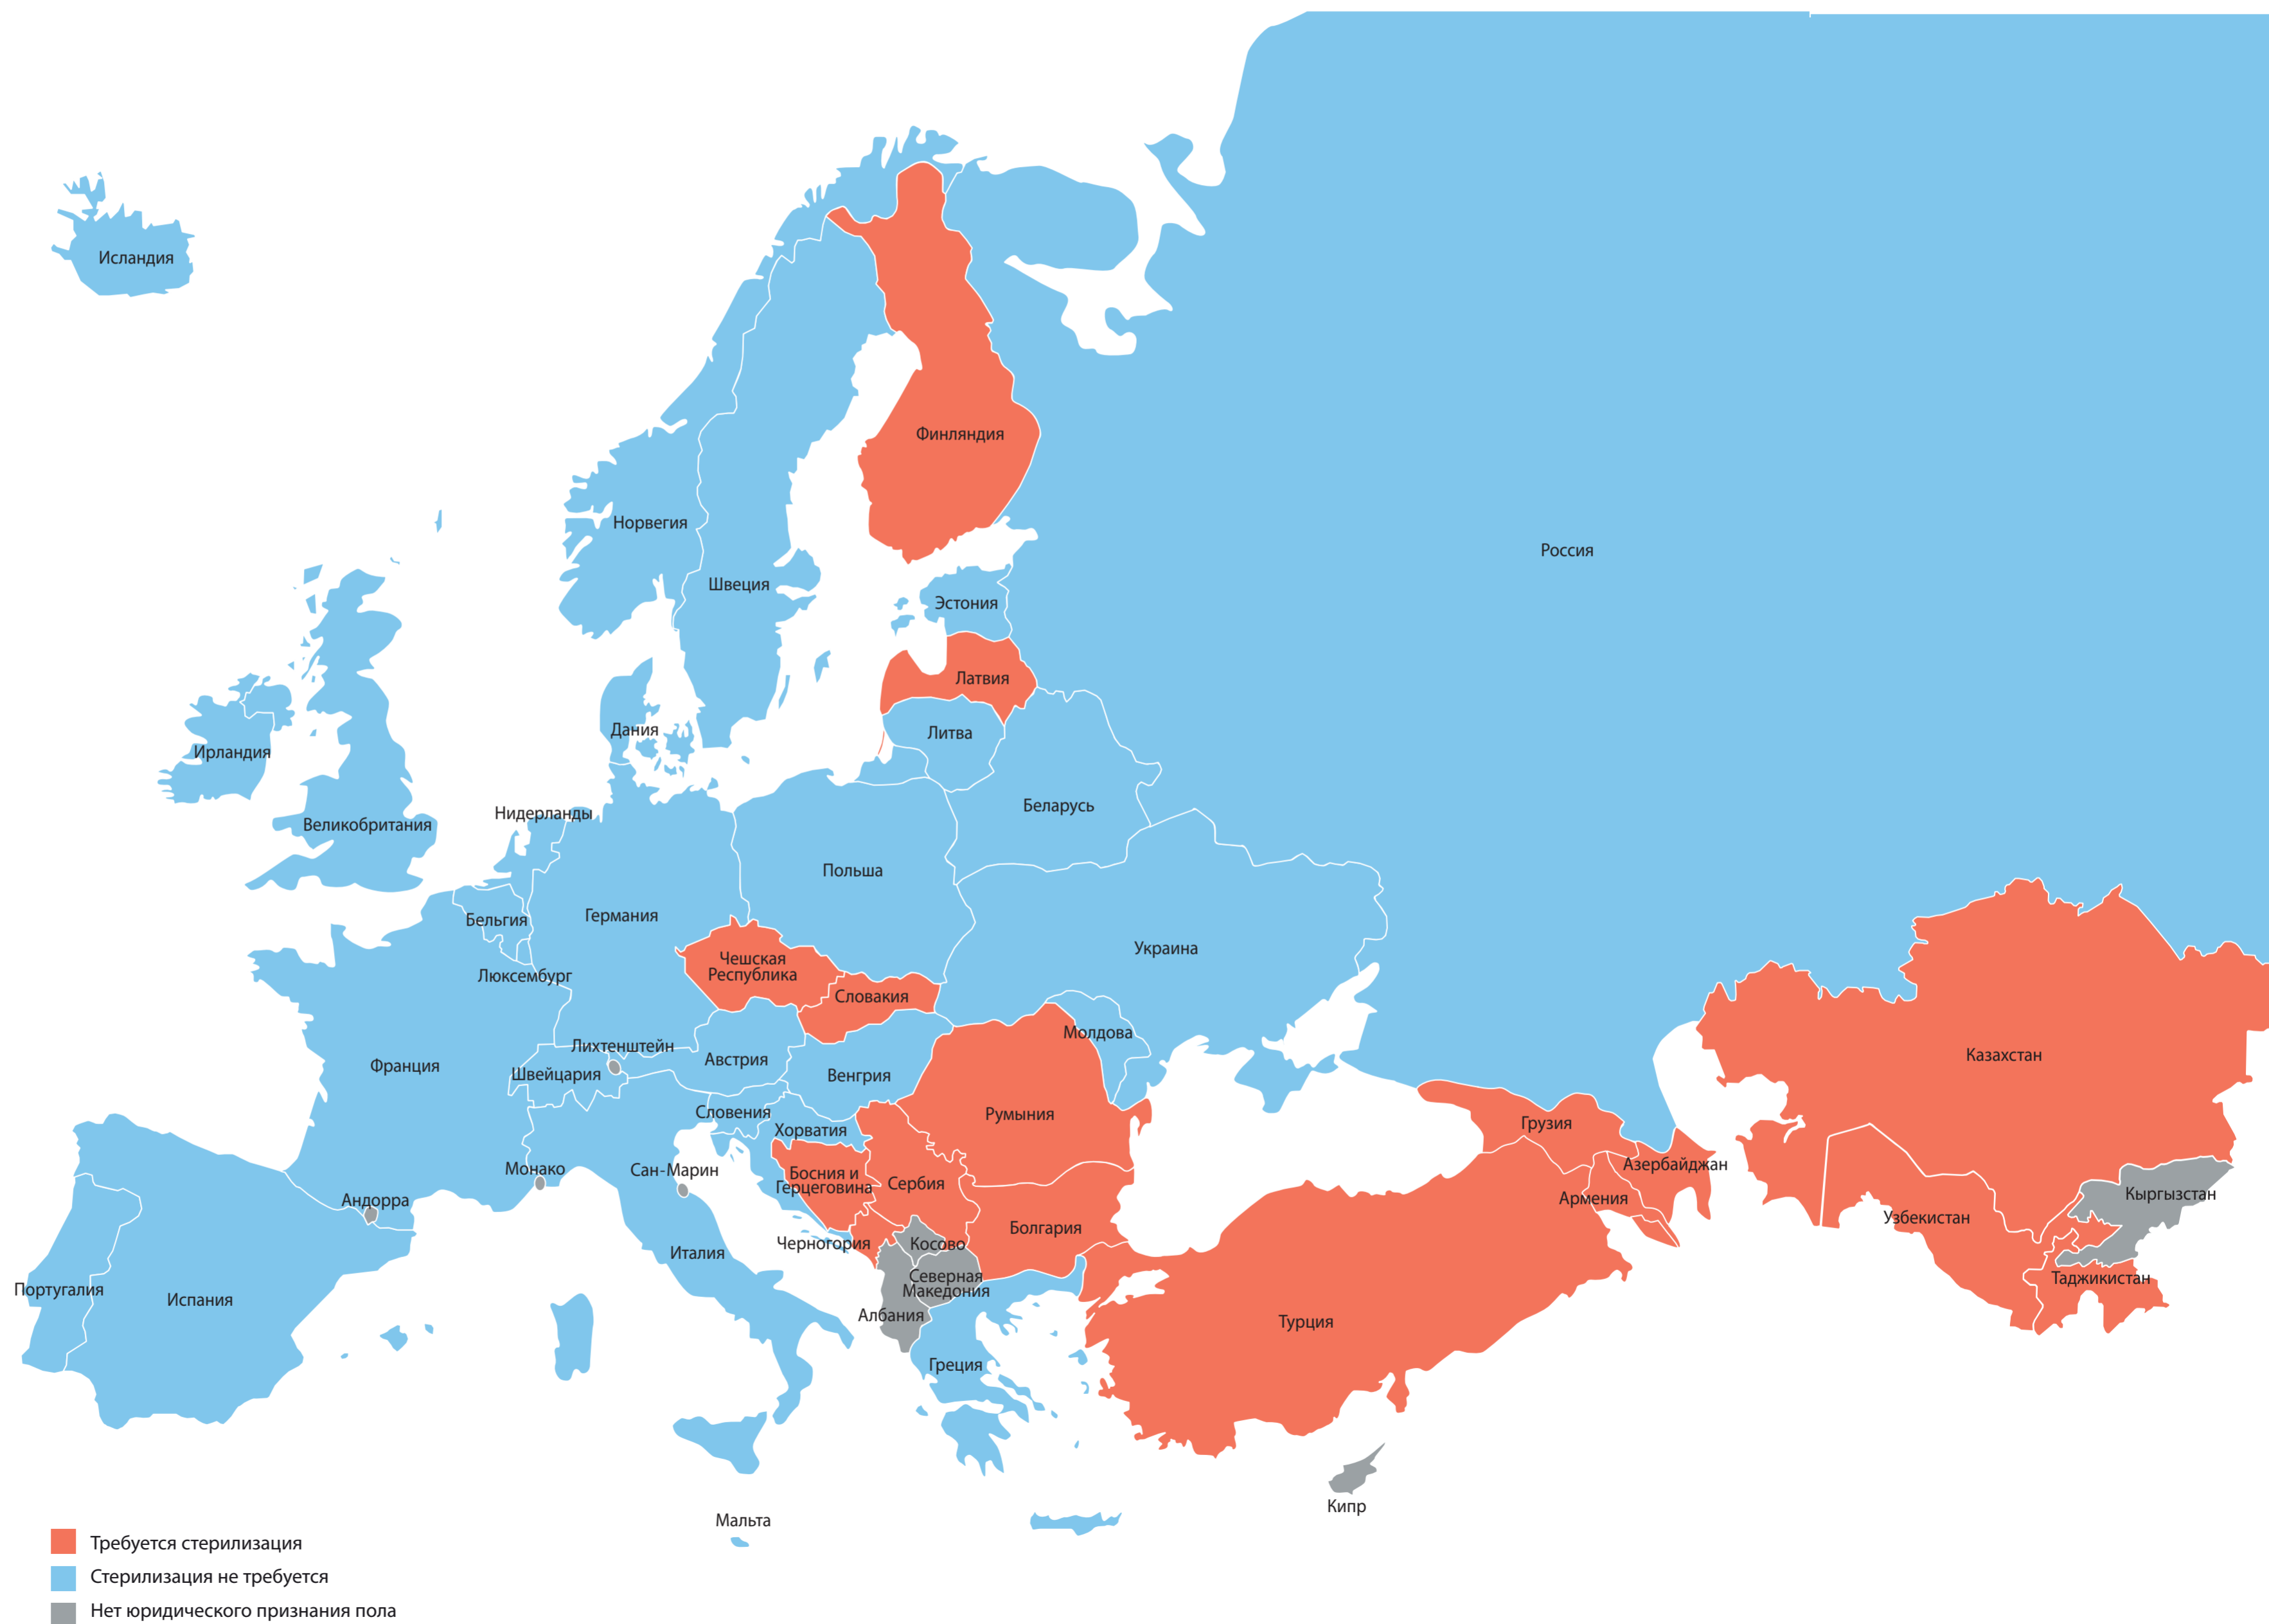 Исландия
Финляндия
Норвегия
Россия
Швеция
Эстония
Латвия
Дания
Литва
Ирландия
Беларусь
Нидерланды
Великобритания
Польша
Германия
Бельгия
Украина
Чешская
Республика
Люксембург
Словакия
Молдова
Лихтенштейн
Австрия
Казахстан
Франция
Швейцария
Венгрия
Словения
Румыния
Грузия
Хорватия
Монако
Сан-Марин
Азербайджан
Босния и
Герцеговина
Сербия
Андорра
Армения
Кыргызстан
Узбекистан
Болгария
Черногория
Косово
Италия
Северная
Македония
Таджикистан
Португалия
Испания
Албания
Турция
Греция
Кипр
Мальта
Требуется стерилизация
Стерилизация не требуется
Нет юридического признания пола